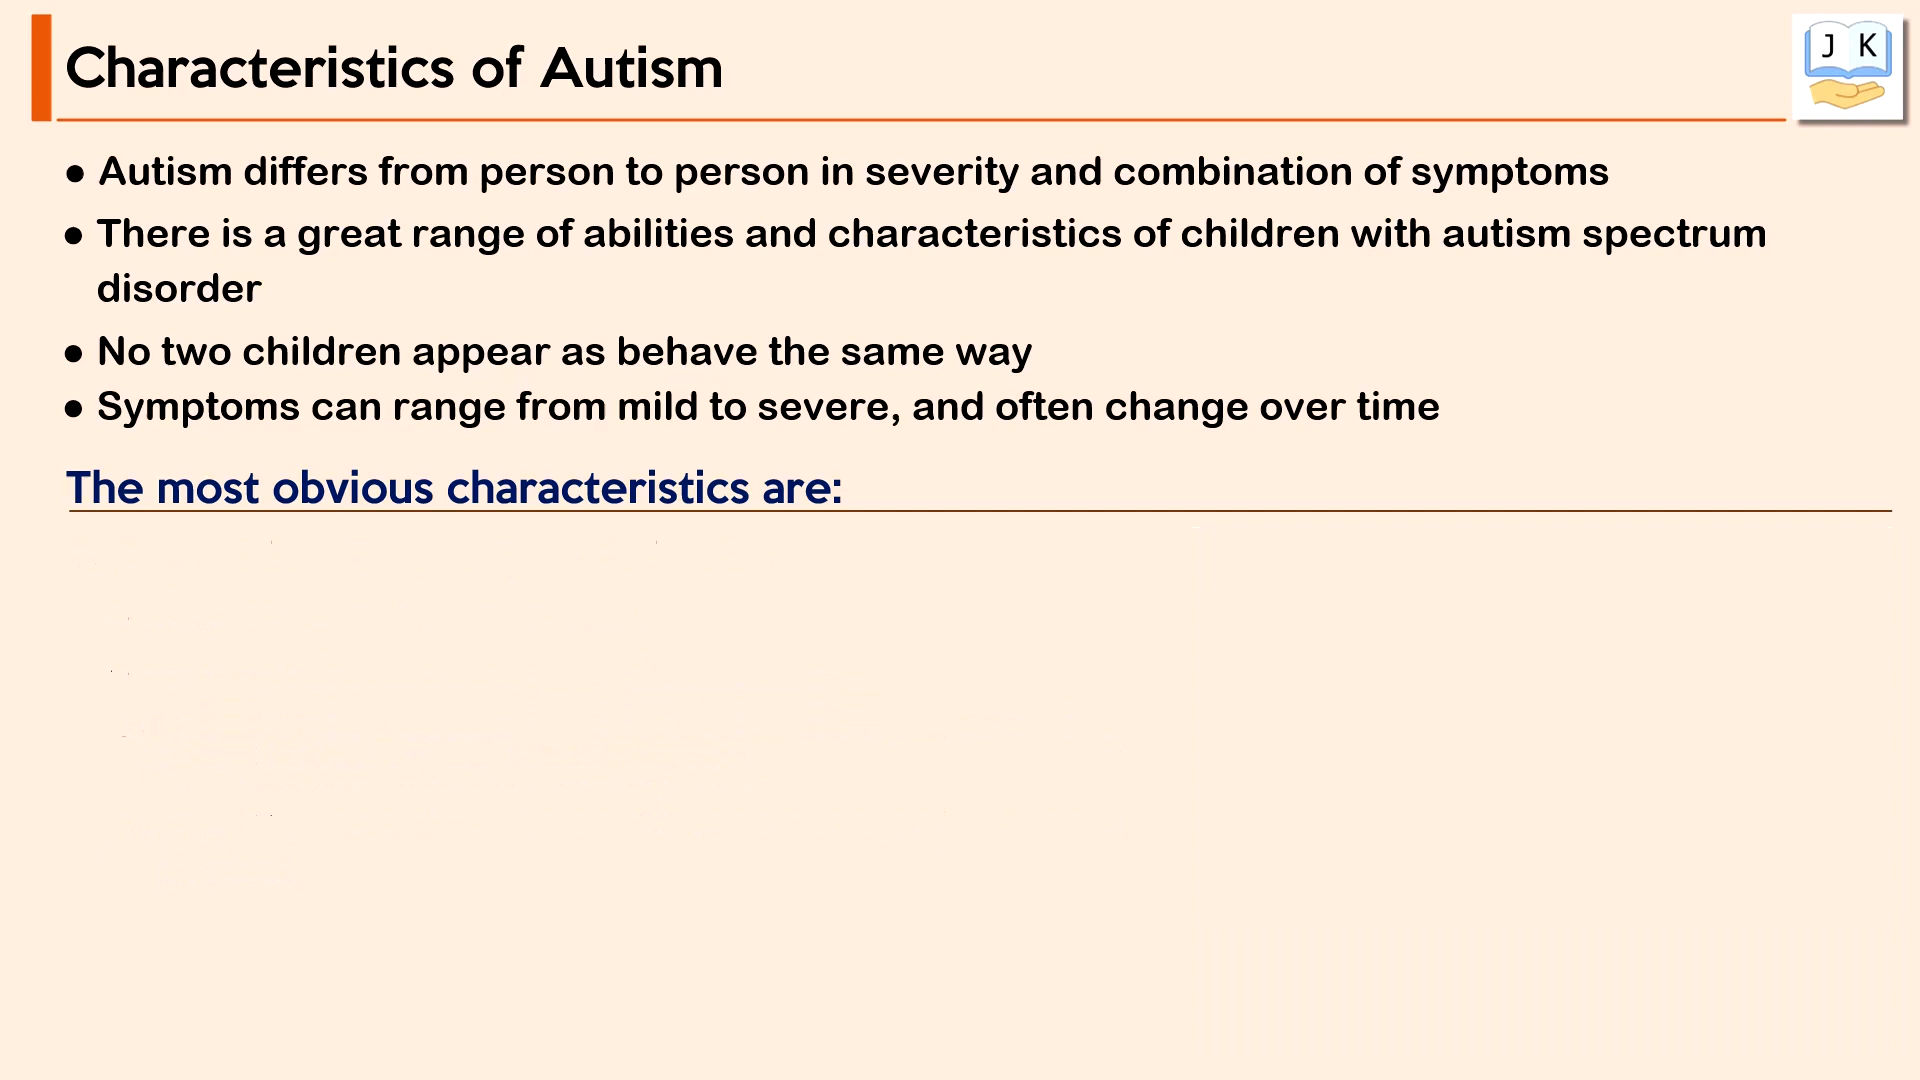 Characteristics of Autism
J K
● Autism differs from person to person in severity and combination of symptoms
● There is a great range of abilities and characteristics of children with autism spectrum
disorder
● No two children appear as behave the same way
● Symptoms can range from mild to severe, and often change over time
The most obvious characteristics are: